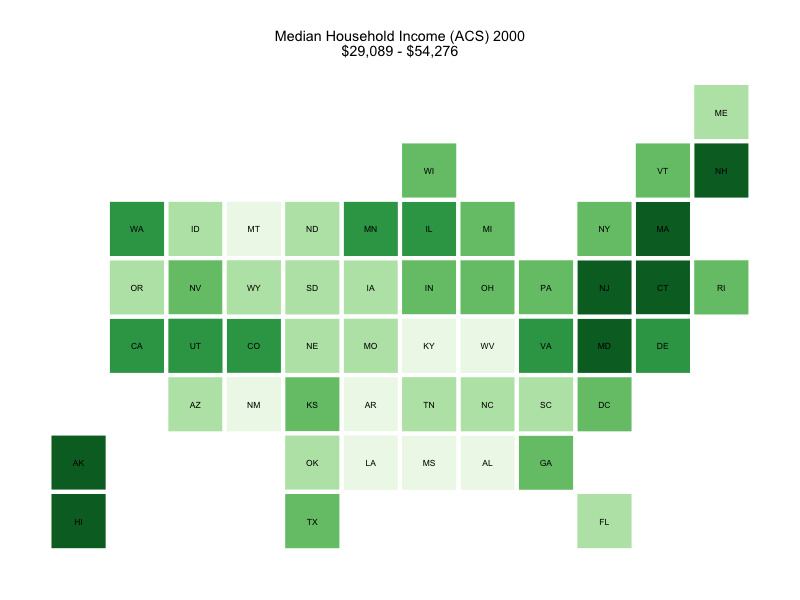 Median Household Income (ACS) 2000
$29,089 - $54,276
ME
WI VT NH
WA ID MT ND MN IL MI NY MA
OR NV WY SD IA IN OH PA NJ CT RI
CA UT CO NE MO KY WV VA MD DE
AZ NM KS AR TN NC SC DC
AK OK LA MS AL GA
HI TX FL